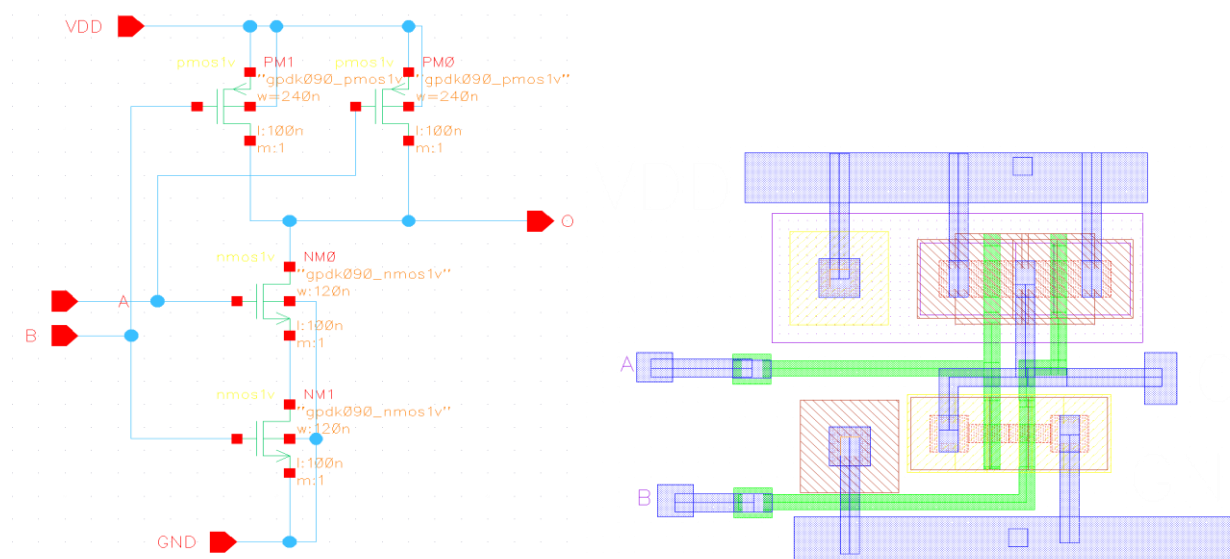 VDD
pmos1v PM1
"gpdk090_pmos1v"
w=240n
l:100n
m:1
pmos1v PM0
"gpdk090_pmos1v"
w=240n
l:100n
m:1
O
nmos1v NM0
"gpdk090_nmos1v"
w:120n
l:100n
m:1
A
B
nmos1v NM1
"gpdk090_nmos1v"
w:120n
l:100n
m:1
GND
A
B